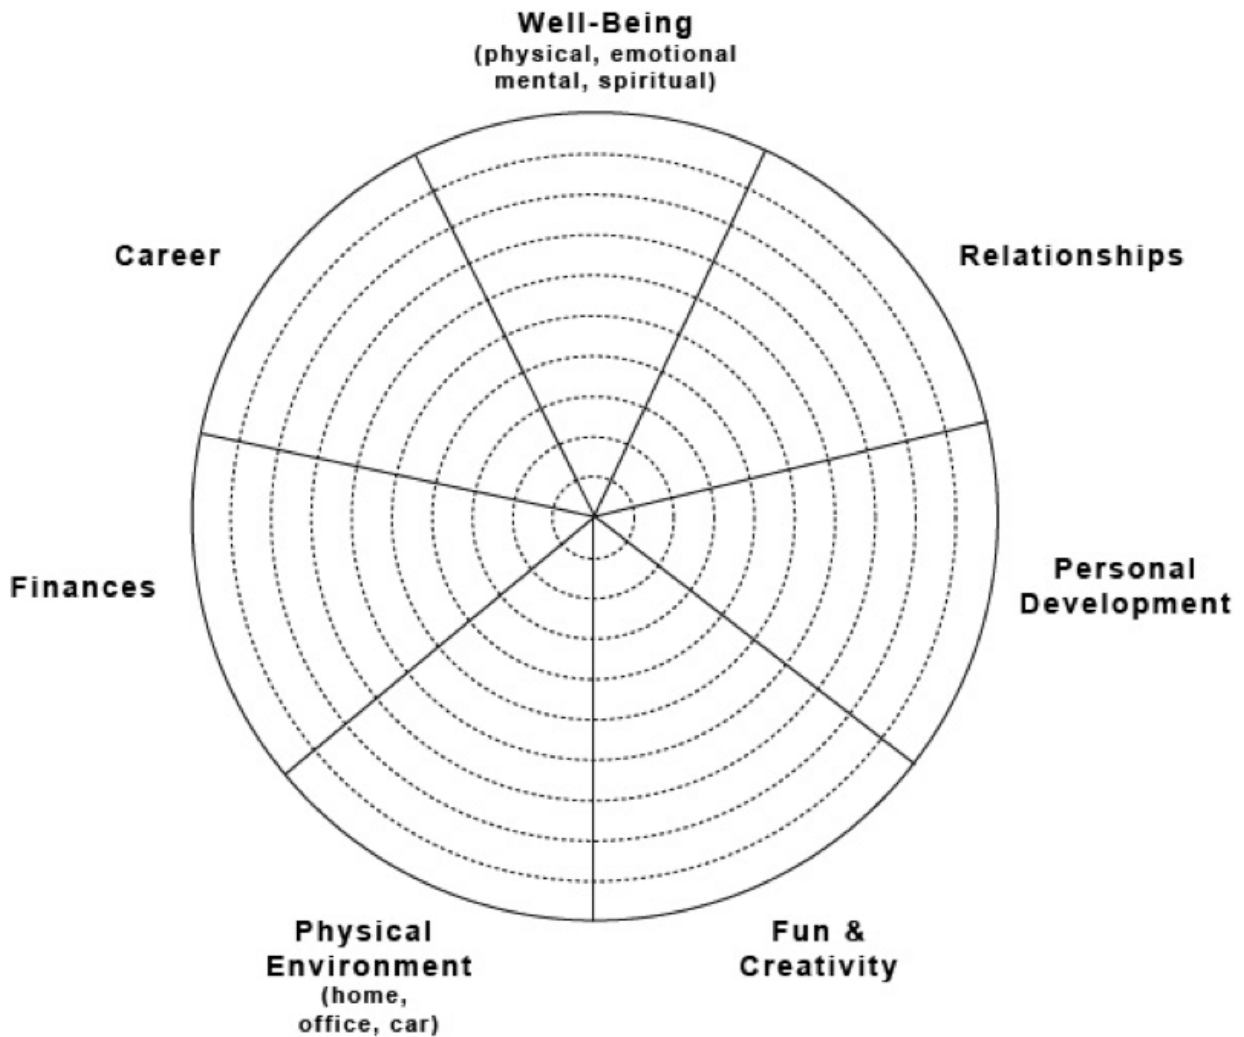 Well-Being
(physical, emotional
mental, spiritual)
Career
Relationships
Finances
Personal
Development
Physical
Environment
(home,
office, car)
Fun &
Creativity